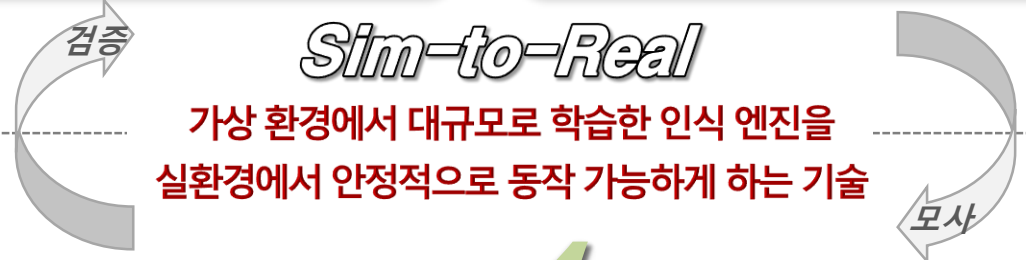 검증
Sim-to-Real
가상 환경에서 대규모로 학습한 인식 엔진을
실환경에서 안정적으로 동작 가능하게 하는 기술
모사